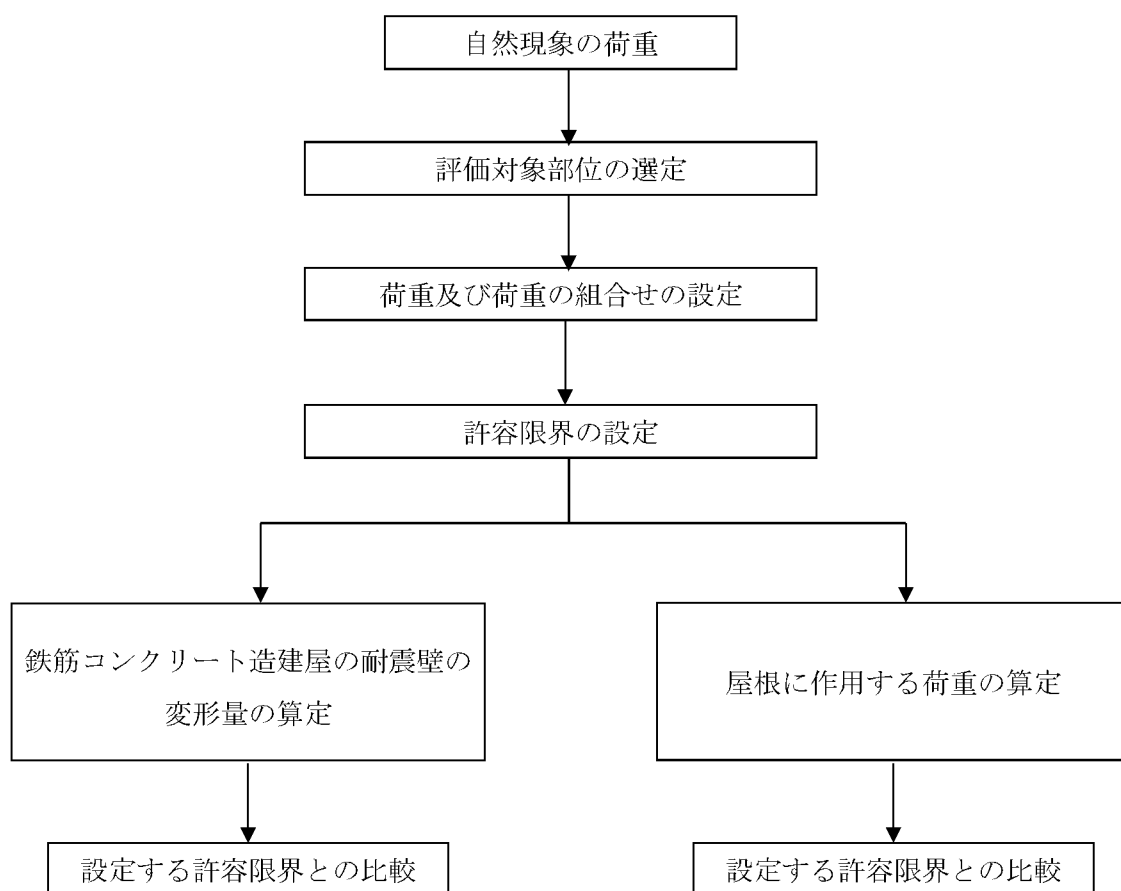 自然現象の荷重
評価対象部位の選定
荷重及び荷重の組合せの設定
許容限界の設定
鉄筋コンクリート造建屋の耐震壁の
変形量の算定
屋根に作用する荷重の算定
設定する許容限界との比較
設定する許容限界との比較